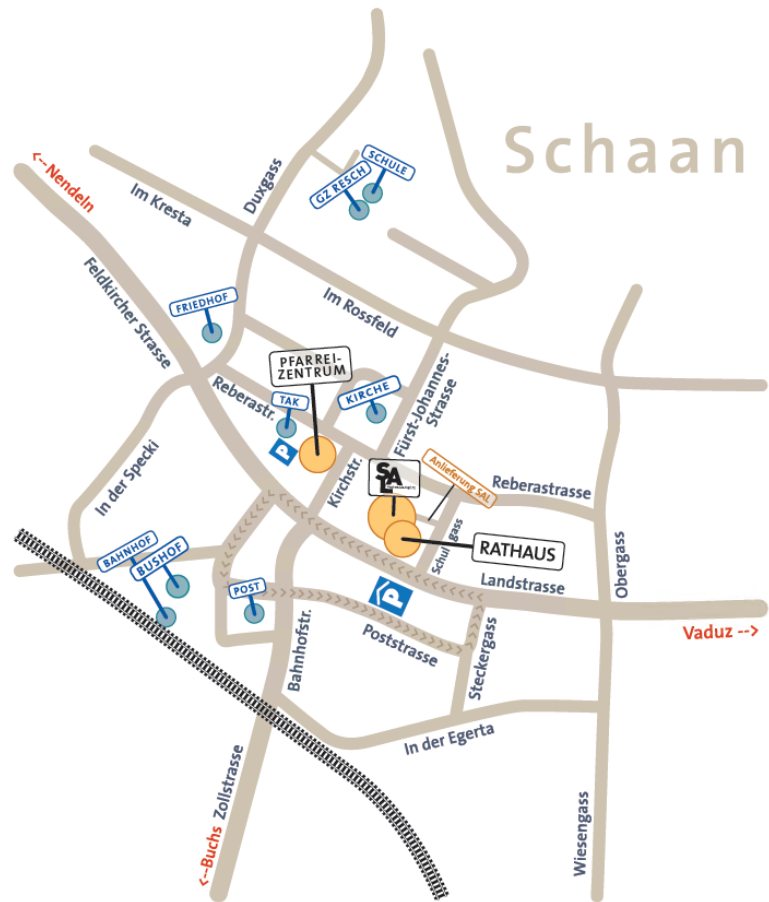 Schaan
<--Nendeln
Im Kresta
Duxgass
SCHULE
GZ RESCH
Feldkircher Strasse
FRIEDHOF
Im Rossfeld
PFARREI-
ZENTRUM
Reberastr.
TAK
KIRCHE
Fürst-Johannes-
Strasse
P
In der Specki
Kirchstr.
SAL
Anlieferung SAL
Reberastrasse
Schulgass
RATHAUS
BAHNHOF
BUSHOF
Landstrasse
Obergass
POST
P
Vaduz -->
Poststrasse
Bahnhofstr.
Steckergass
In der Egerta
Zollstrasse
Wiesengass
<--Buchs